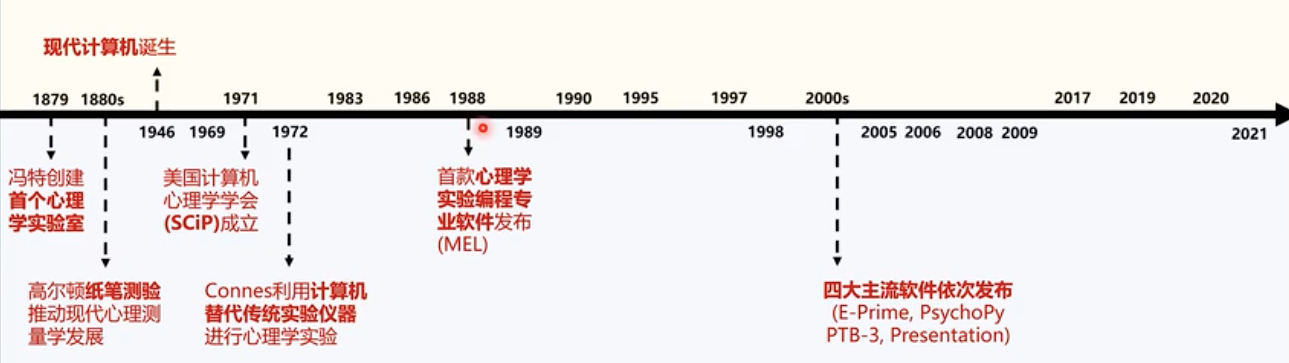 现代计算机诞生
1879 1880s 1971 1983 1986 1988 1990 1995 1997 2000s 2017 2019 2020
1946 1969 1972 1989 1998 2005 2006 2008 2009 2021
冯特创建
首个心理
学实验室
美国计算机
心理学学会
(SCiP)成立
首款心理学
实验编程专
业软件发布
(MEL)
高尔顿纸笔测验
推动现代心理测
量学发展
Connes利用计算机
替代传统实验仪器
进行心理学实验
四大主流软件依次发布
(E-Prime, PsychoPy
PTB-3, Presentation)